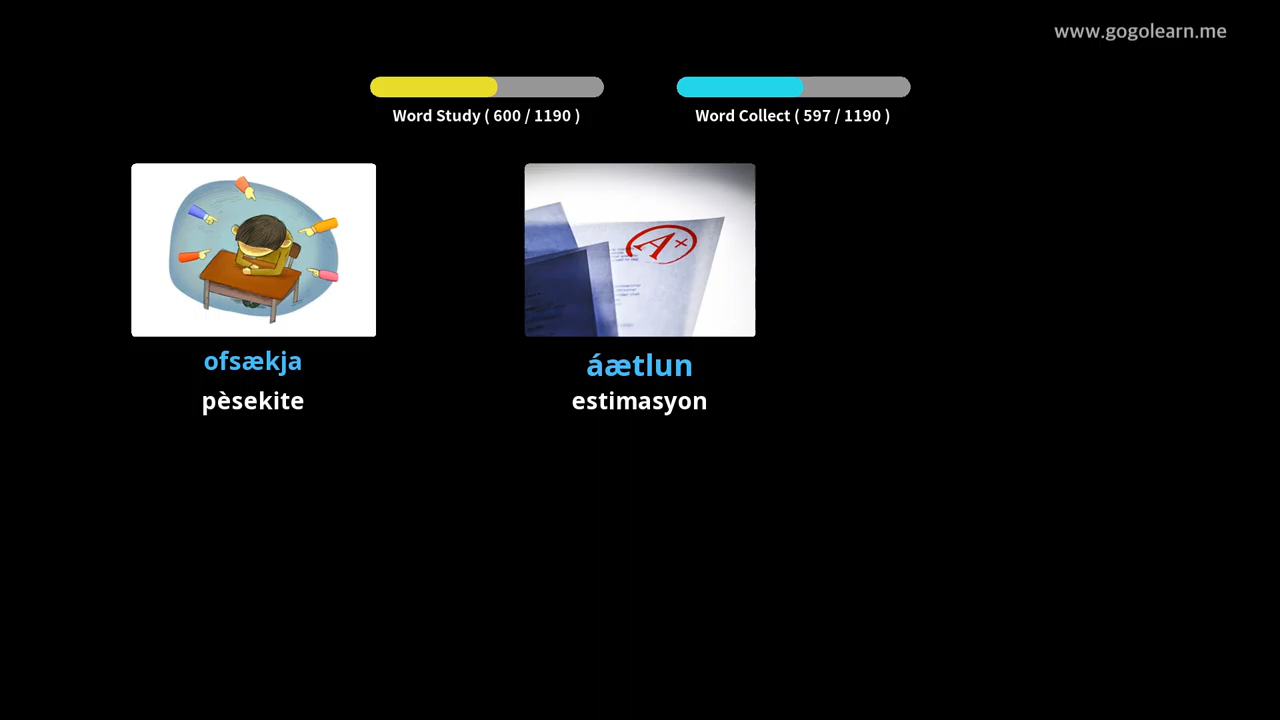 www.gogolearn.me
Word Study ( 600 / 1190 )
Word Collect ( 597 / 1190 )
A+
ofsækja
áætlun
pèsekite
estimasyon